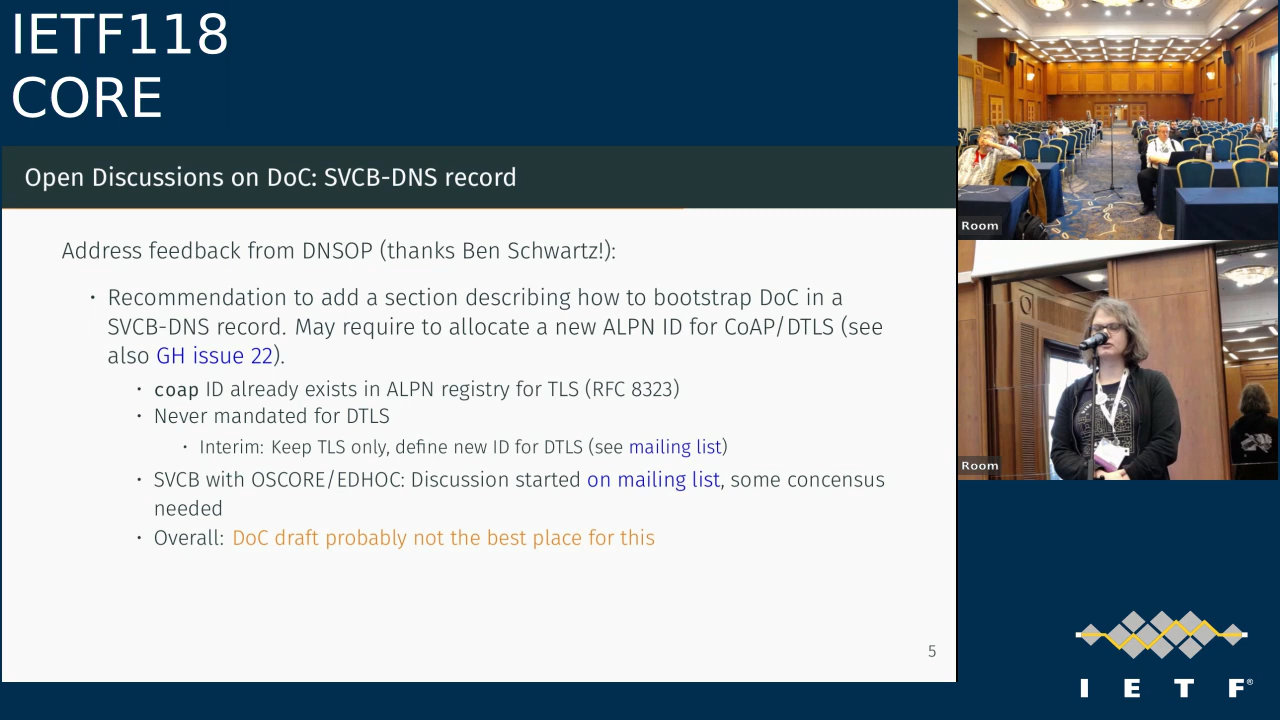 IETF118
CORE
Open Discussions on DoC: SVCB-DNS record
Address feedback from DNSOP (thanks Ben Schwartz!):
· Recommendation to add a section describing how to bootstrap DoC in a
SVCB-DNS record. May require to allocate a new ALPN ID for CoAP/DTLS (see
also GH issue 22).
· coap ID already exists in ALPN registry for TLS (RFC 8323)
· Never mandated for DTLS
· Interim: Keep TLS only, define new ID for DTLS (see mailing list)
· SVCB with OSCORE/EDHOC: Discussion started on mailing list, some concensus
needed
· Overall: DoC draft probably not the best place for this
5
Room
Room
I E T F®